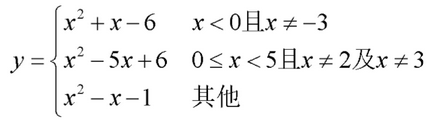 y = { x² + x − 6 x < 0且x ≠ −3
x² − 5x + 6 0 ≤ x < 5且x ≠ 2及x ≠ 3
x² − x − 1 其他